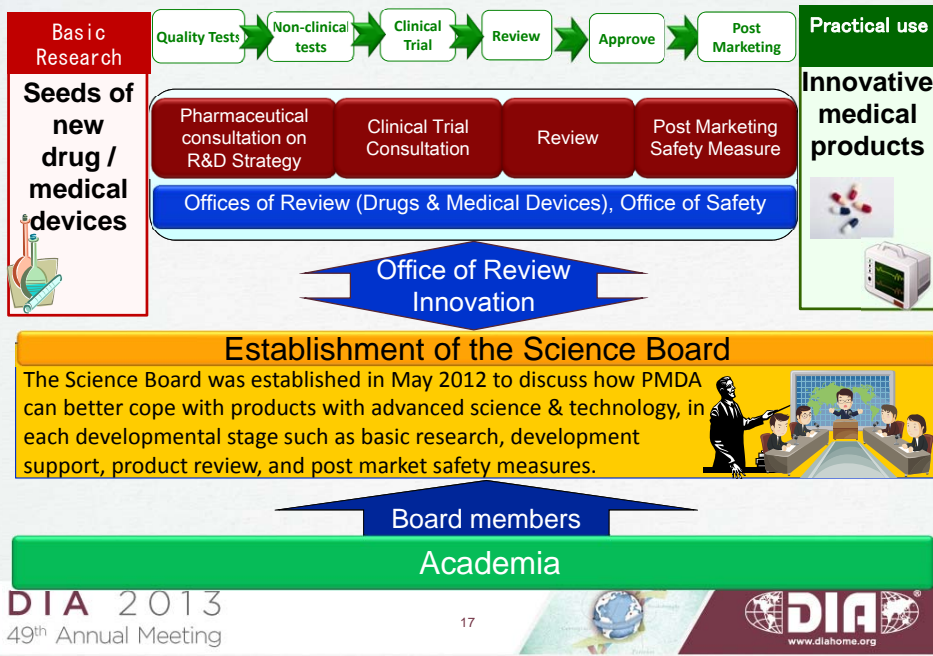 Basic
Research
Quality Tests
Non-clinical
tests
Clinical
Trial
Review
Approve
Post
Marketing
Practical use
Seeds of
new
drug /
medical
devices
Pharmaceutical
consultation on
R&D Strategy
Clinical Trial
Consultation
Review
Post Marketing
Safety Measure
Innovative
medical
products
Offices of Review (Drugs & Medical Devices), Office of Safety
Office of Review
Innovation
Establishment of the Science Board
The Science Board was established in May 2012 to discuss how PMDA
can better cope with products with advanced science & technology, in
each developmental stage such as basic research, development
support, product review, and post market safety measures.
Board members
Academia
DIA 2013
49th Annual Meeting
17
DIA®
www.diahome.org